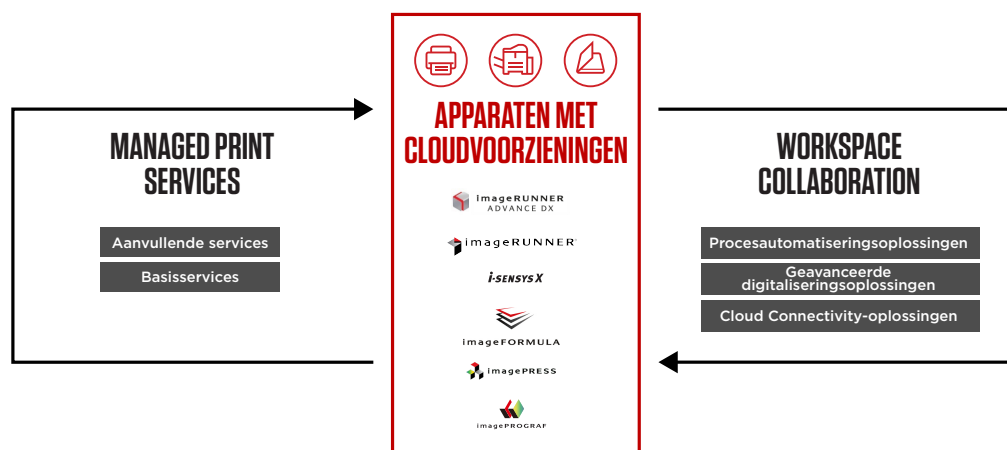 MANAGED PRINT
SERVICES
Aanvullende services
Basisservices
APPARATEN MET
CLOUDVOORZIENINGEN
imageRUNNER
ADVANCE DX
imageRUNNER
i-SENSYS X
imageFORMULA
imagePRESS
imagePROGRAF
WORKSPACE
COLLABORATION
Procesautomatiseringsoplossingen
Geavanceerde
digitaliseringsoplossingen
Cloud Connectivity-oplossingen